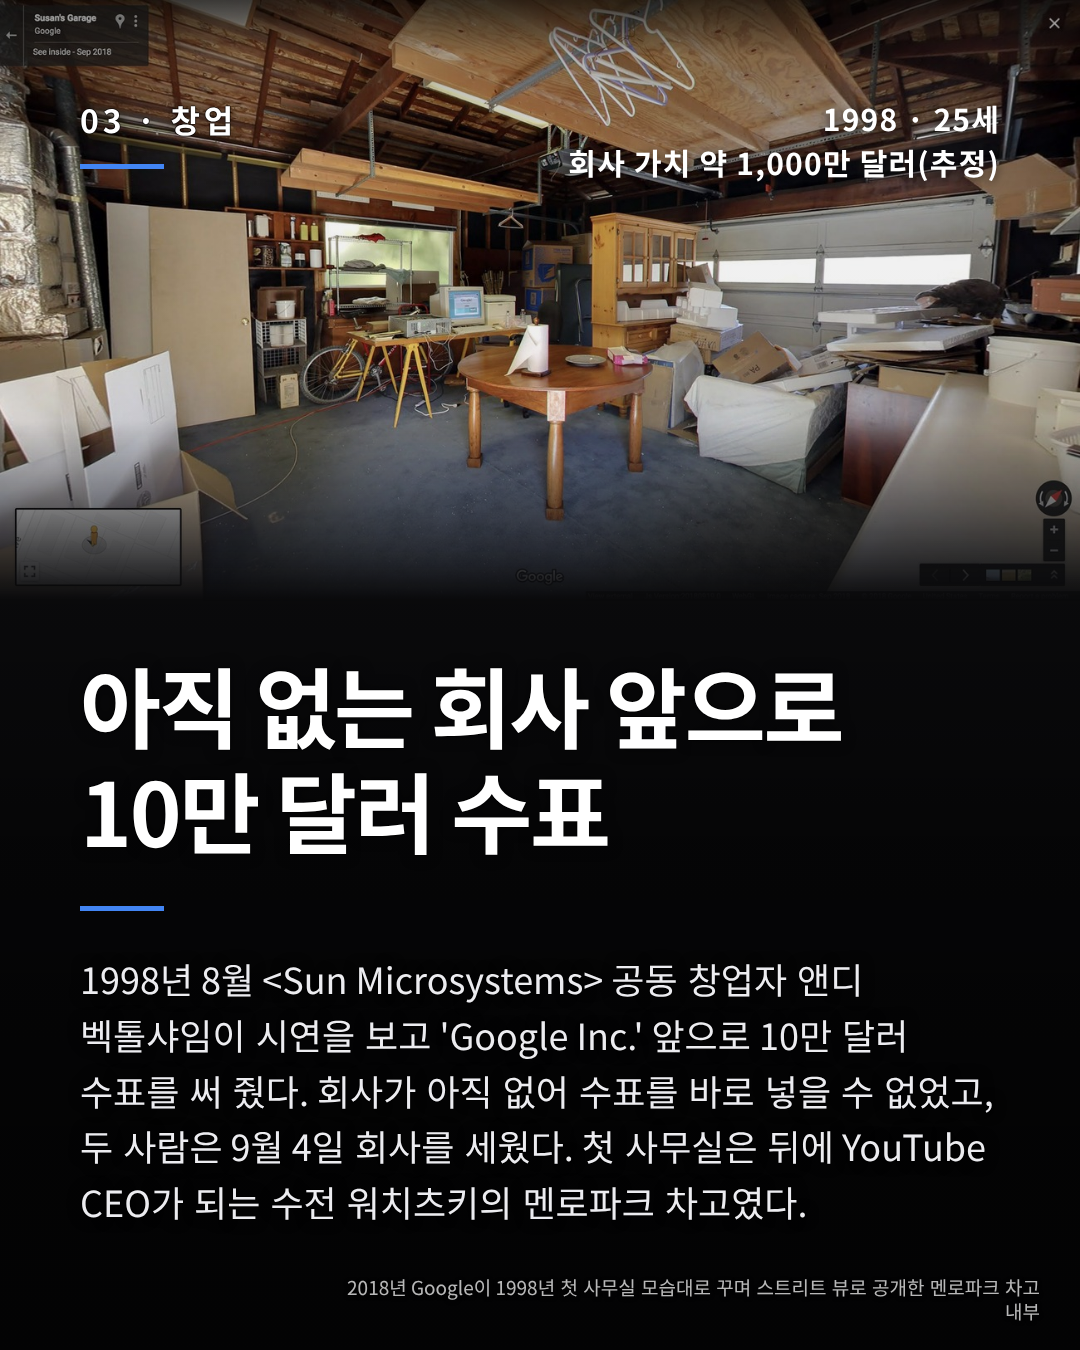 Susan's Garage
Google
See inside - Sep 2018
03 · 창업
1998 · 25세
회사 가치 약 1,000만 달러(추정)
Google
아직 없는 회사 앞으로
10만 달러 수표
1998년 8월 <Sun Microsystems> 공동 창업자 앤디
벡톨샤임이 시연을 보고 'Google Inc.' 앞으로 10만 달러
수표를 써 줬다. 회사가 아직 없어 수표를 바로 넣을 수 없었고,
두 사람은 9월 4일 회사를 세웠다. 첫 사무실은 뒤에 YouTube
CEO가 되는 수전 워치츠키의 멘로파크 차고였다.
2018년 Google이 1998년 첫 사무실 모습대로 꾸며 스트리트 뷰로 공개한 멘로파크 차고
내부